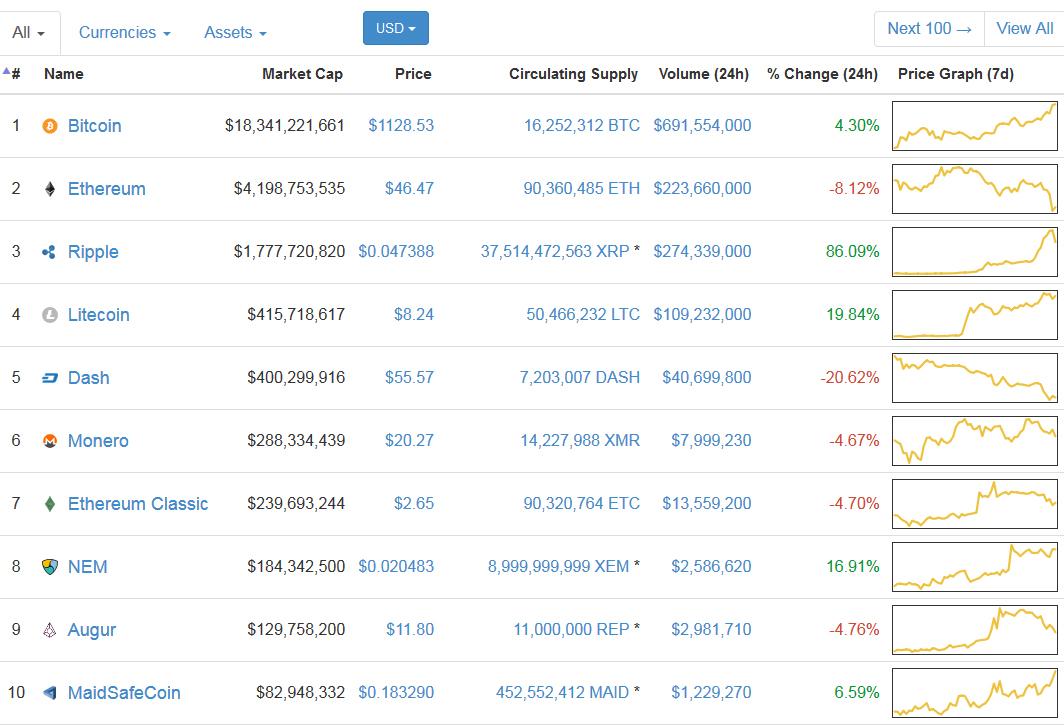 All Currencies Assets USD Next 100 → View All
# Name Market Cap Price Circulating Supply Volume (24h) % Change (24h) Price Graph (7d)
1 Bitcoin $18,341,221,661 $1128.53 16,252,312 BTC $691,554,000 4.30%
2 Ethereum $4,198,753,535 $46.47 90,360,485 ETH $223,660,000 -8.12%
3 Ripple $1,777,720,820 $0.047388 37,514,472,563 XRP * $274,339,000 86.09%
4 Litecoin $415,718,617 $8.24 50,466,232 LTC $109,232,000 19.84%
5 Dash $400,299,916 $55.57 7,203,007 DASH $40,699,800 -20.62%
6 Monero $288,334,439 $20.27 14,227,988 XMR $7,999,230 -4.67%
7 Ethereum Classic $239,693,244 $2.65 90,320,764 ETC $13,559,200 -4.70%
8 NEM $184,342,500 $0.020483 8,999,999,999 XEM * $2,586,620 16.91%
9 Augur $129,758,200 $11.80 11,000,000 REP * $2,981,710 -4.76%
10 MaidSafeCoin $82,948,332 $0.183290 452,552,412 MAID * $1,229,270 6.59%